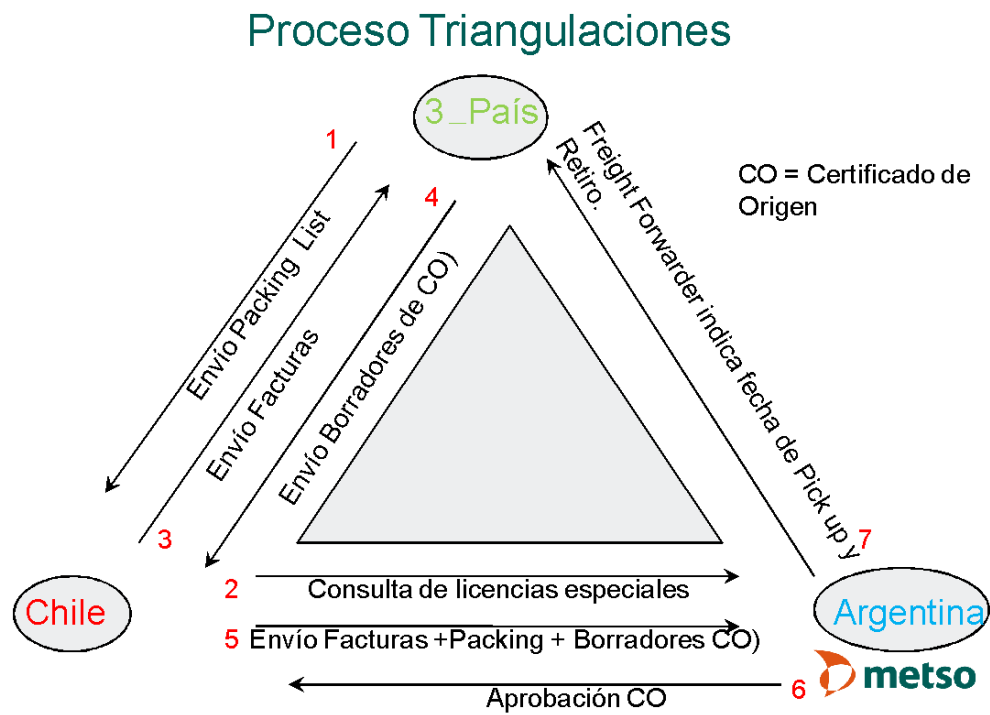 Proceso Triangulaciones
3_País
1
4
Freight Forwarder indica fecha de Pick up y
Retiro.
CO = Certificado de
Origen
Envío Packing List
Envío Facturas
Envío Borradores de CO)
3
7
Chile
2
Consulta de licencias especiales
Argentina
5 Envío Facturas +Packing + Borradores CO)
6
metso
Aprobación CO